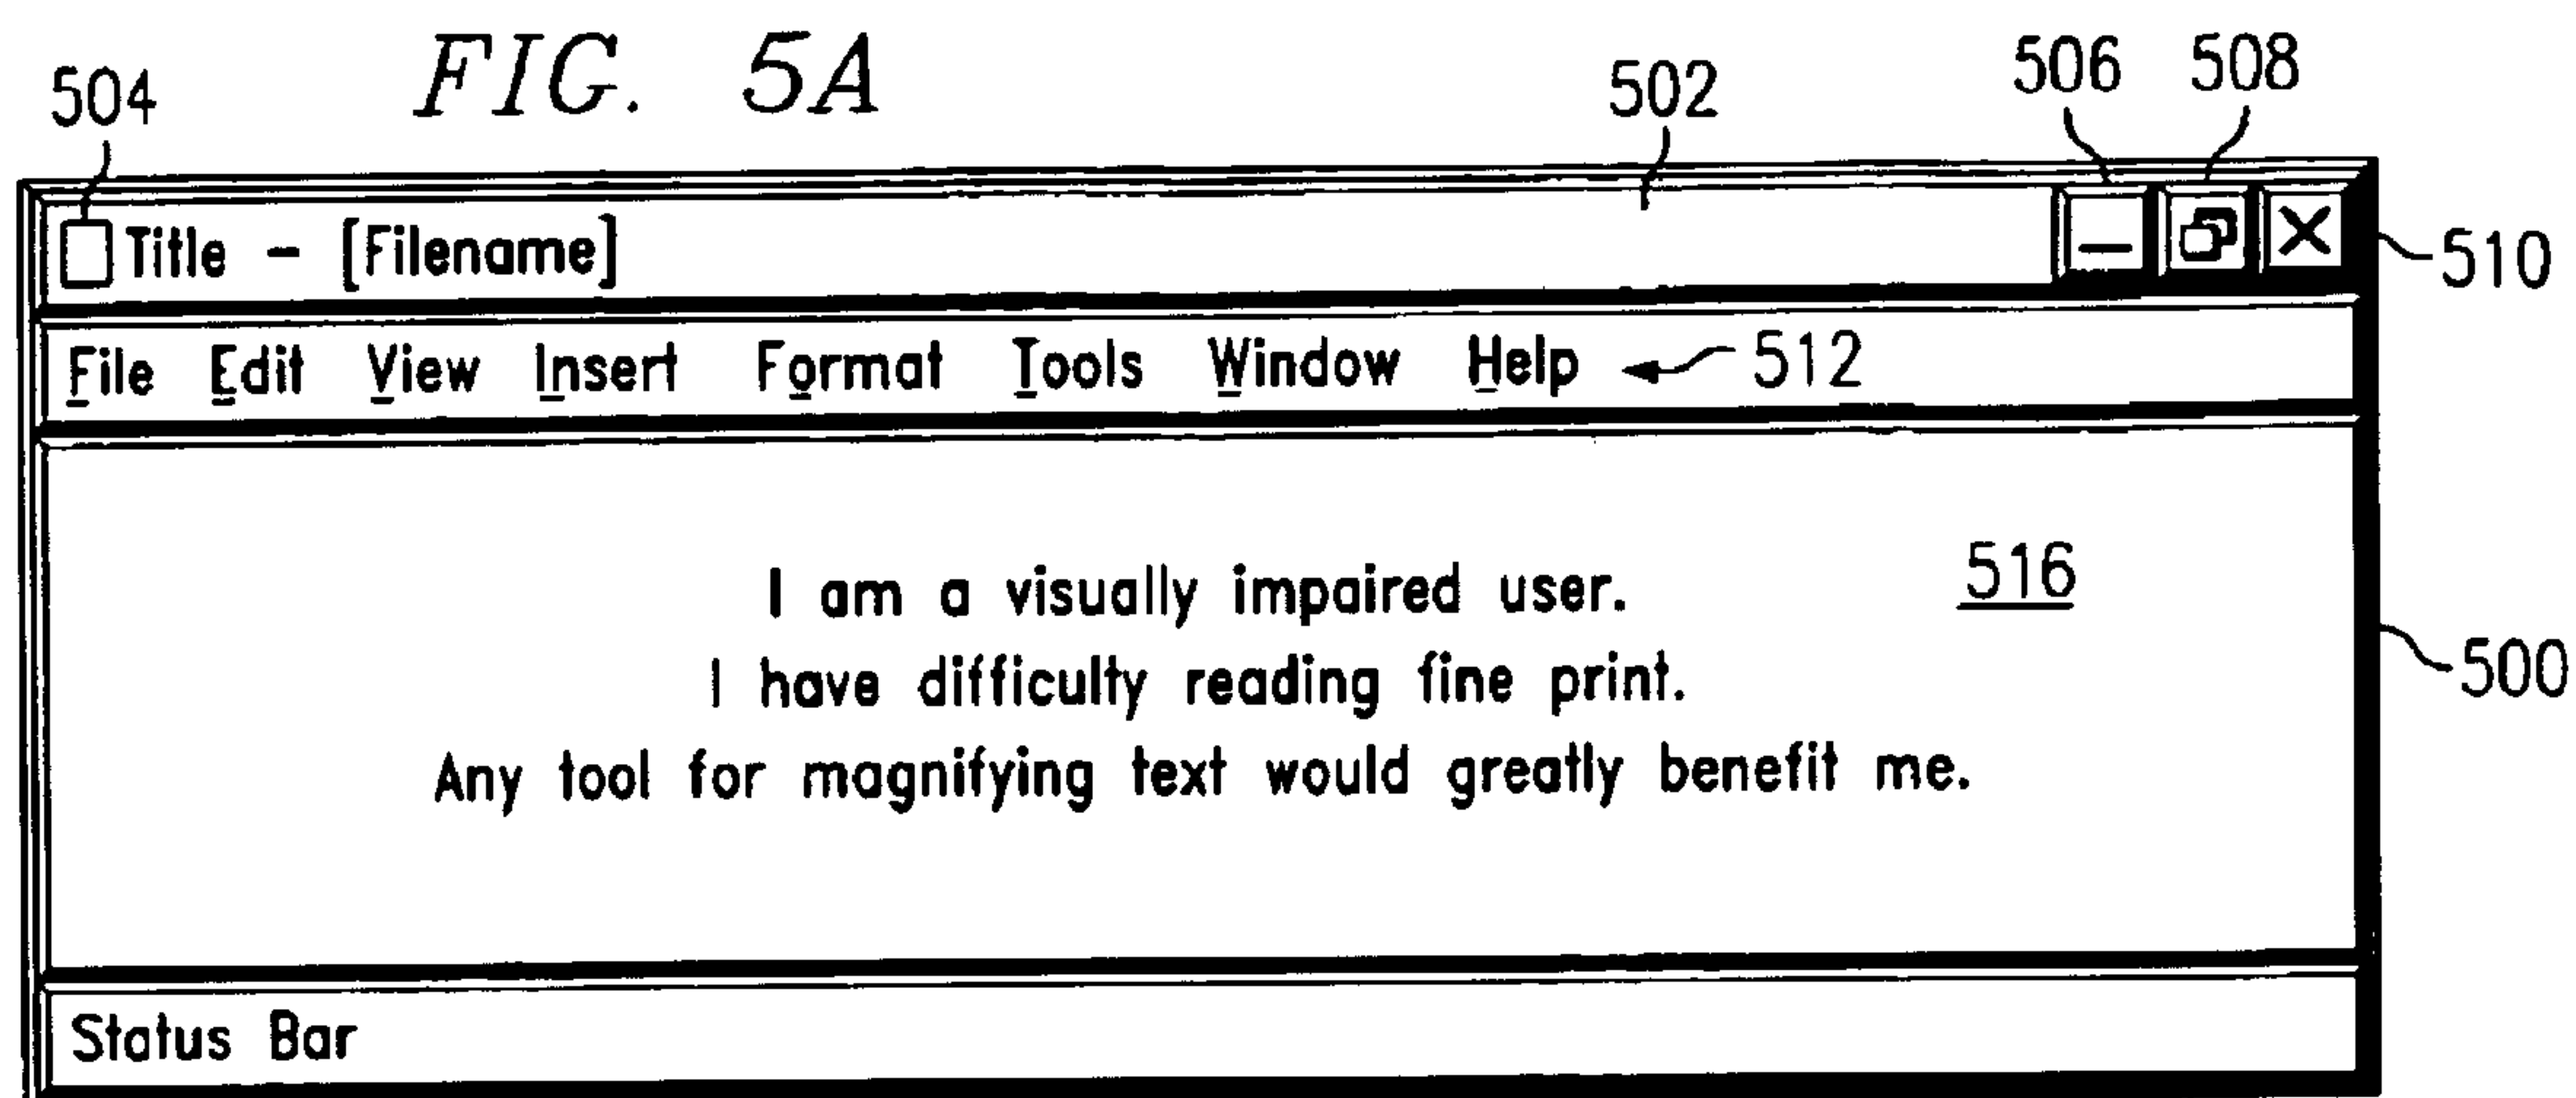 FIG. 5A
504 502 506 508
Title - [Filename]
510
File Edit View Insert Format Tools Window Help 512
I am a visually impaired user. 516
I have difficulty reading fine print. 500
Any tool for magnifying text would greatly benefit me.
Status Bar